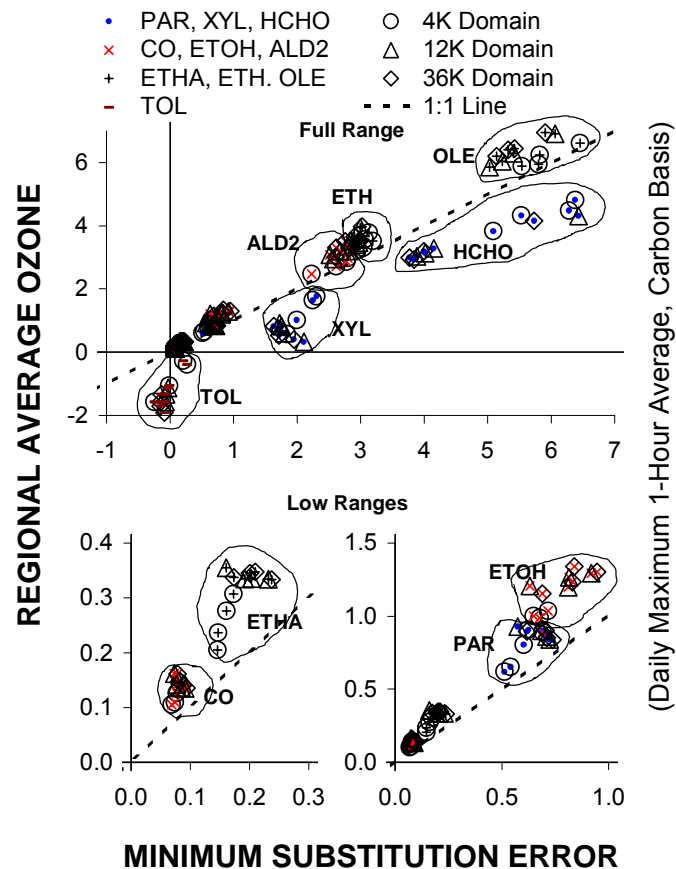 PAR, XYL, HCHO
4K Domain
CO, ETOH, ALD2
12K Domain
ETHA, ETH. OLE
36K Domain
TOL
1:1 Line
REGIONAL AVERAGE OZONE
(Daily Maximum 1-Hour Average, Carbon Basis)
Full Range
6
4
2
0
-2
-1
0
1
2
3
4
5
6
7
OLE
ETH
ALD2
HCHO
XYL
TOL
Low Ranges
0.4
0.3
0.2
0.1
0.0
0.0
0.1
0.2
0.3
ETHA
CO
1.5
1.0
0.5
0.0
0.0
0.5
1.0
ETOH
PAR
MINIMUM SUBSTITUTION ERROR